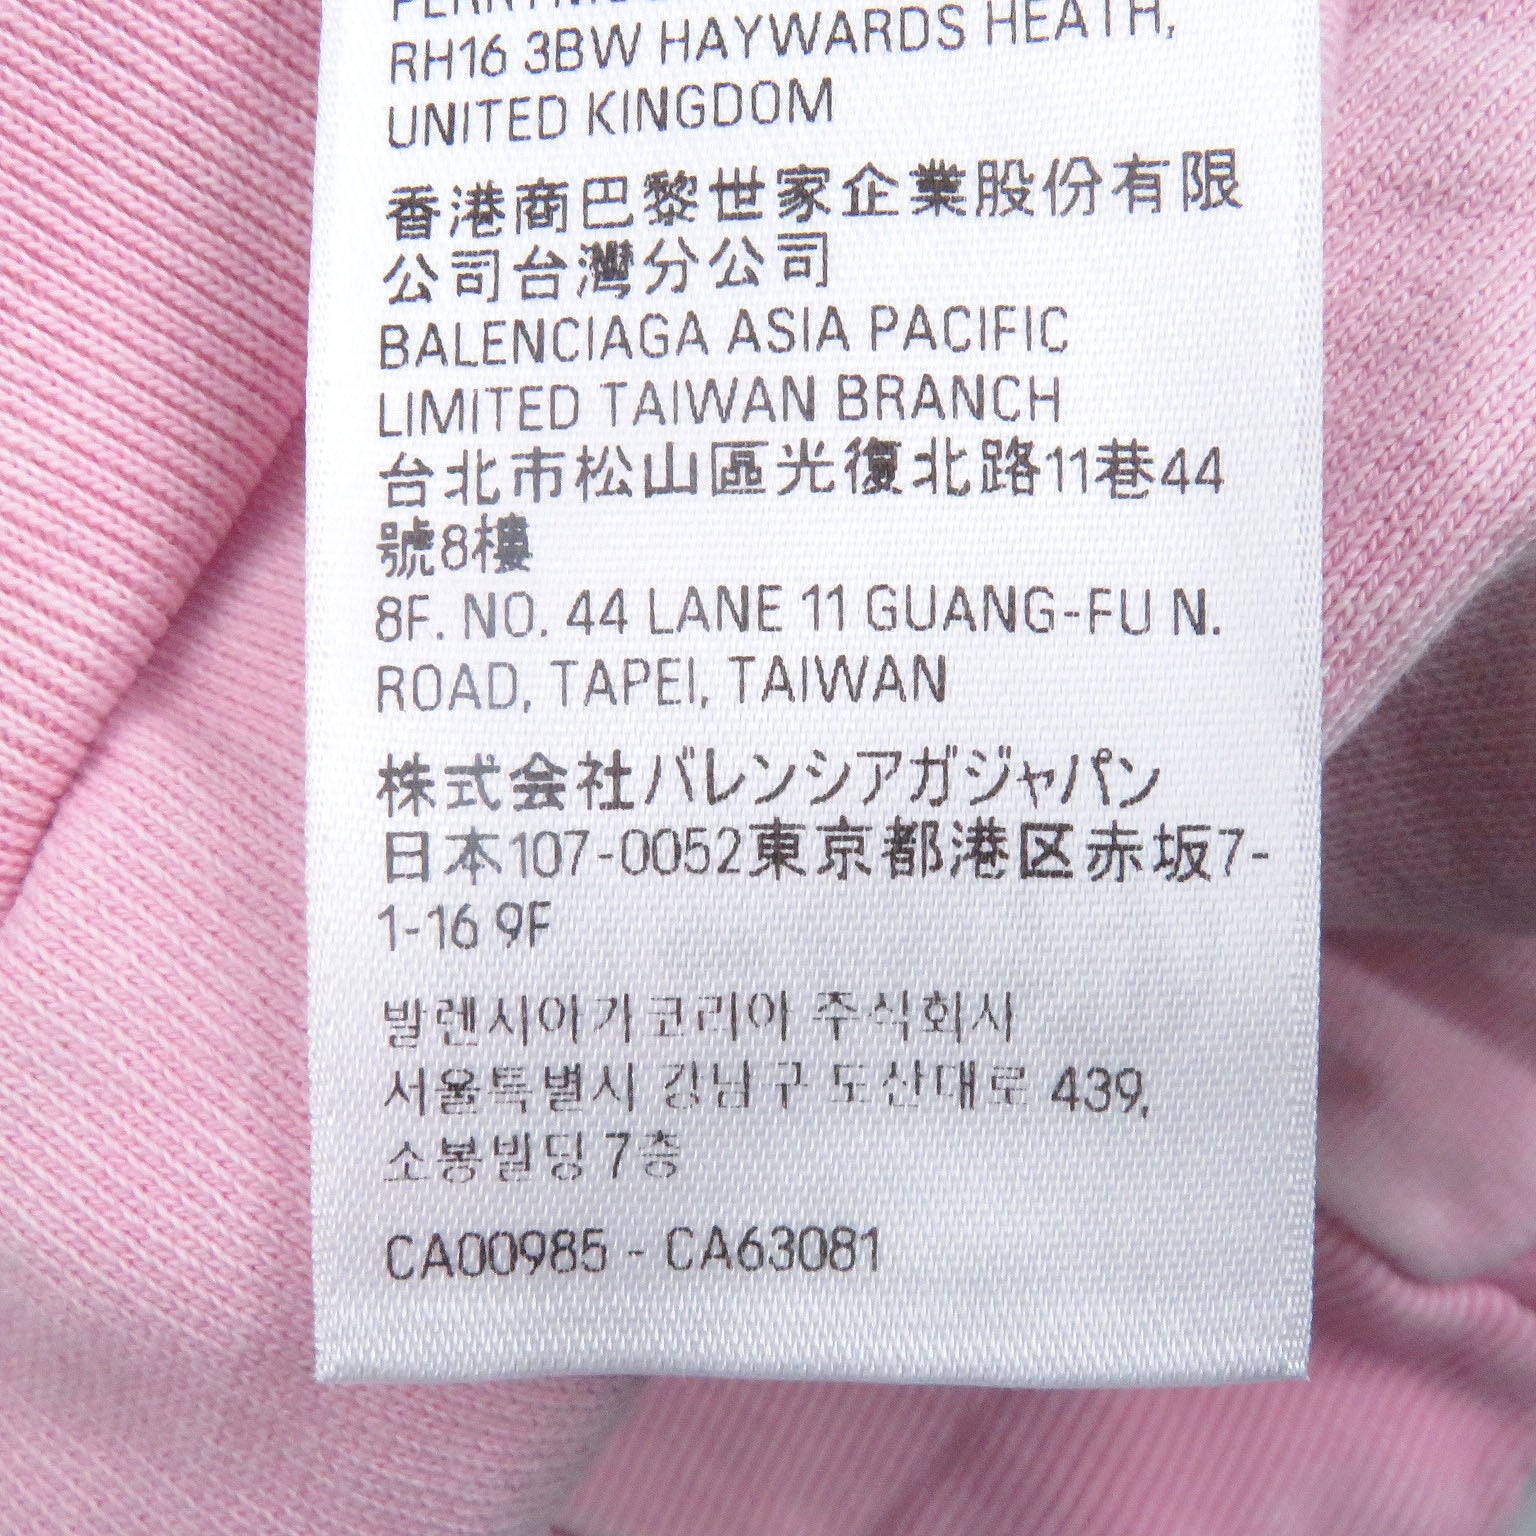 RH16 3BW HAYWARDS HEATH,
UNITED KINGDOM
香港商巴黎世家企業股份有限
公司台灣分公司
BALENCIAGA ASIA PACIFIC
LIMITED TAIWAN BRANCH
台北市松山區光復北路11巷44
號8樓
8F. NO. 44 LANE 11 GUANG-FU N.
ROAD, TAPEI, TAIWAN
株式会社バレンシアガジャパン
日本107-0052東京都港区赤坂7-
1-16 9F
발렌시아가코리아 주식회사
서울특별시 강남구 도산대로 439,
소봉빌딩 7층
CA00985 - CA63081